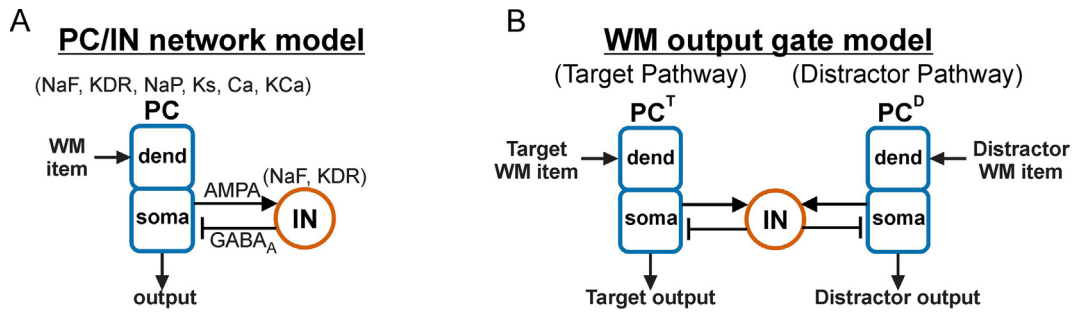 A
PC/IN network model
(NaF, KDR, NaP, Ks, Ca, KCa)
PC
WM
item
dend
soma
AMPA
(NaF, KDR)
IN
GABAA
output
B
WM output gate model
(Target Pathway)
(Distractor Pathway)
PCT
PCD
Target
WM item
dend
soma
IN
dend
soma
Distractor
WM item
Target output
Distractor output